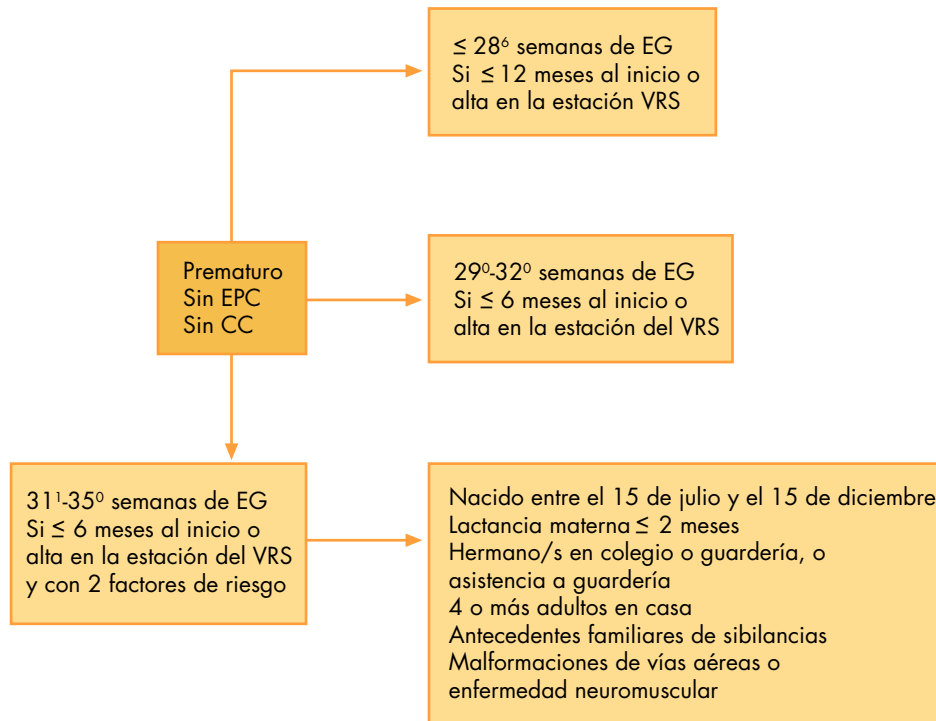 ≤ 28⁶ semanas de EG
Si ≤ 12 meses al inicio o
alta en la estación VRS
Prematuro
Sin EPC
Sin CC
29⁰-32⁰ semanas de EG
Si ≤ 6 meses al inicio o
alta en la estación del VRS
31¹-35⁰ semanas de EG
Si ≤ 6 meses al inicio o
alta en la estación del VRS
y con 2 factores de riesgo
Nacido entre el 15 de julio y el 15 de diciembre
Lactancia materna ≤ 2 meses
Hermano/s en colegio o guardería, o
asistencia a guardería
4 o más adultos en casa
Antecedentes familiares de sibilancias
Malformaciones de vías aéreas o
enfermedad neuromuscular